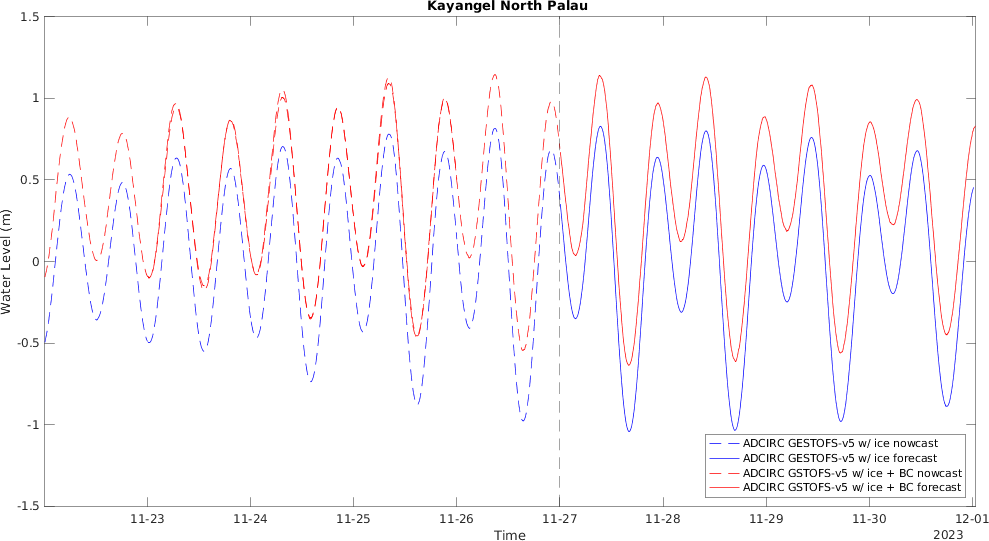 Kayangel North Palau
1.5
1
0.5
0
-0.5
-1
-1.5
Water Level (m)
ADCIRC GESTOFS-v5 w/ ice nowcast
ADCIRC GESTOFS-v5 w/ ice forecast
ADCIRC GSTOFS-v5 w/ ice + BC nowcast
ADCIRC GSTOFS-v5 w/ ice + BC forecast
11-23 11-24 11-25 11-26 11-27 11-28 11-29 11-30 12-01
Time
2023